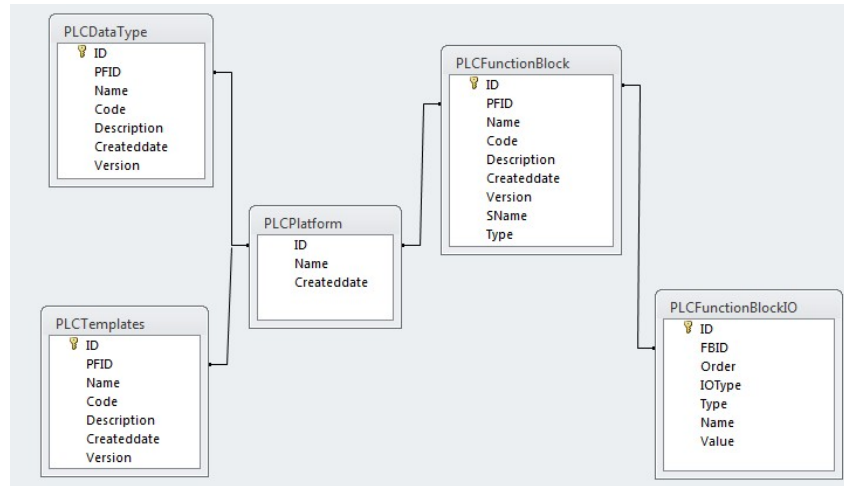 PLCDataType
ID
PFID
Name
Code
Description
Createddate
Version
PLCFunctionBlock
ID
PFID
Name
Code
Description
Createddate
Version
SName
Type
PLCPlatform
ID
Name
Createddate
PLCTemplates
ID
PFID
Name
Code
Description
Createddate
Version
PLCFunctionBlockIO
ID
FBID
Order
IOType
Type
Name
Value